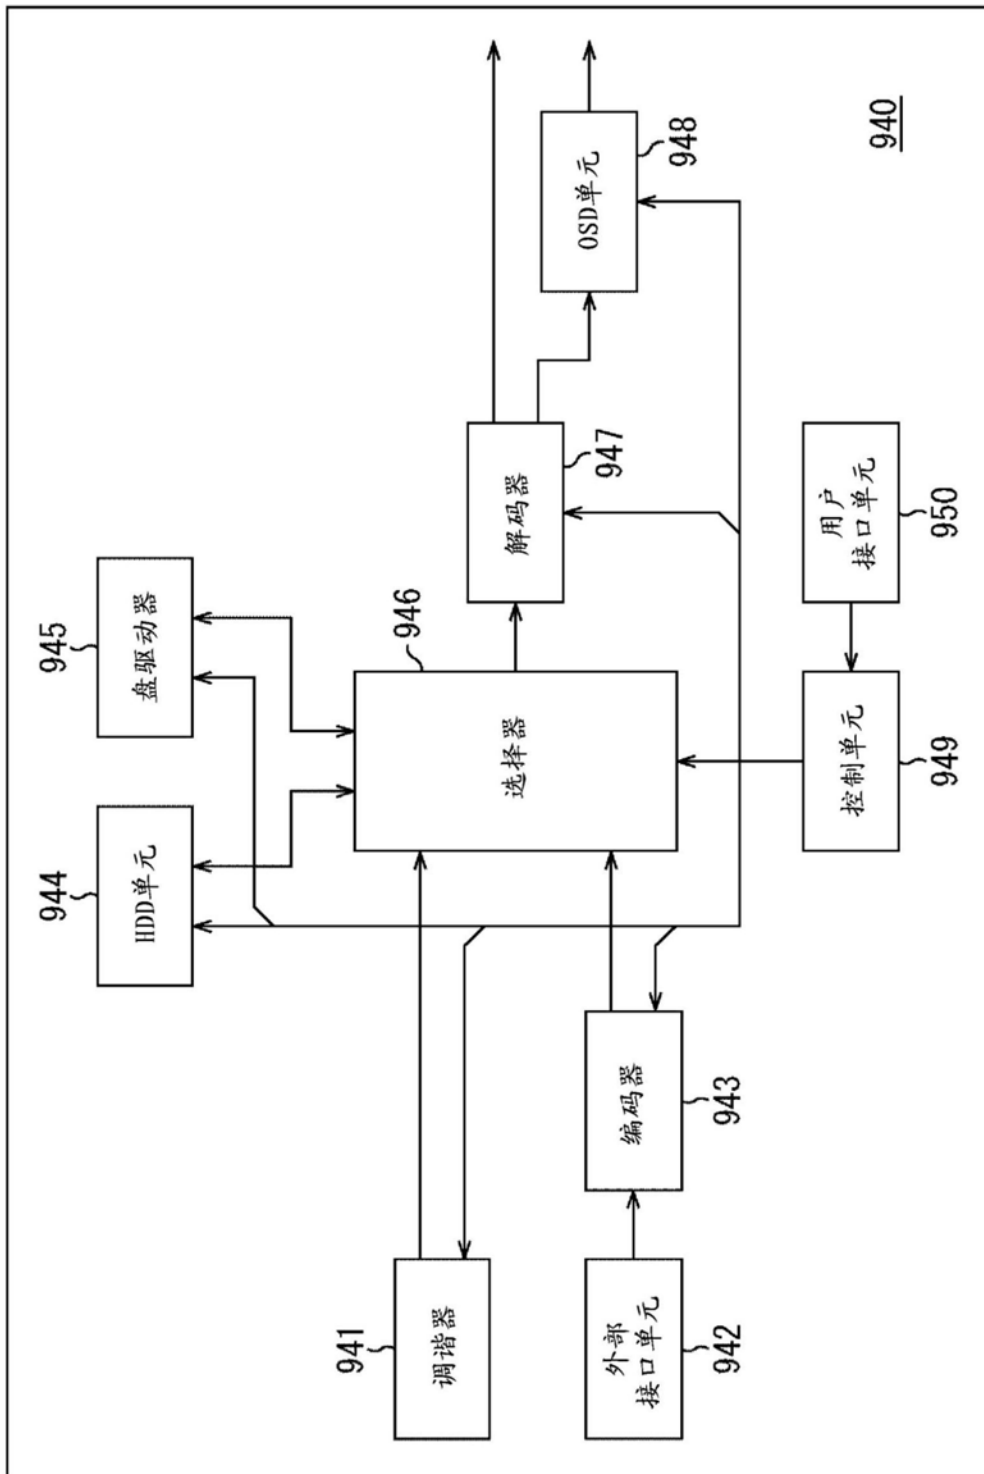 940
945
盘驱动器
944
HDD单元
946
选择器
947
解码器
948
OSD单元
941
调谐器
943
编码器
942
外部
接口单元
949
控制单元
950
用户
接口单元